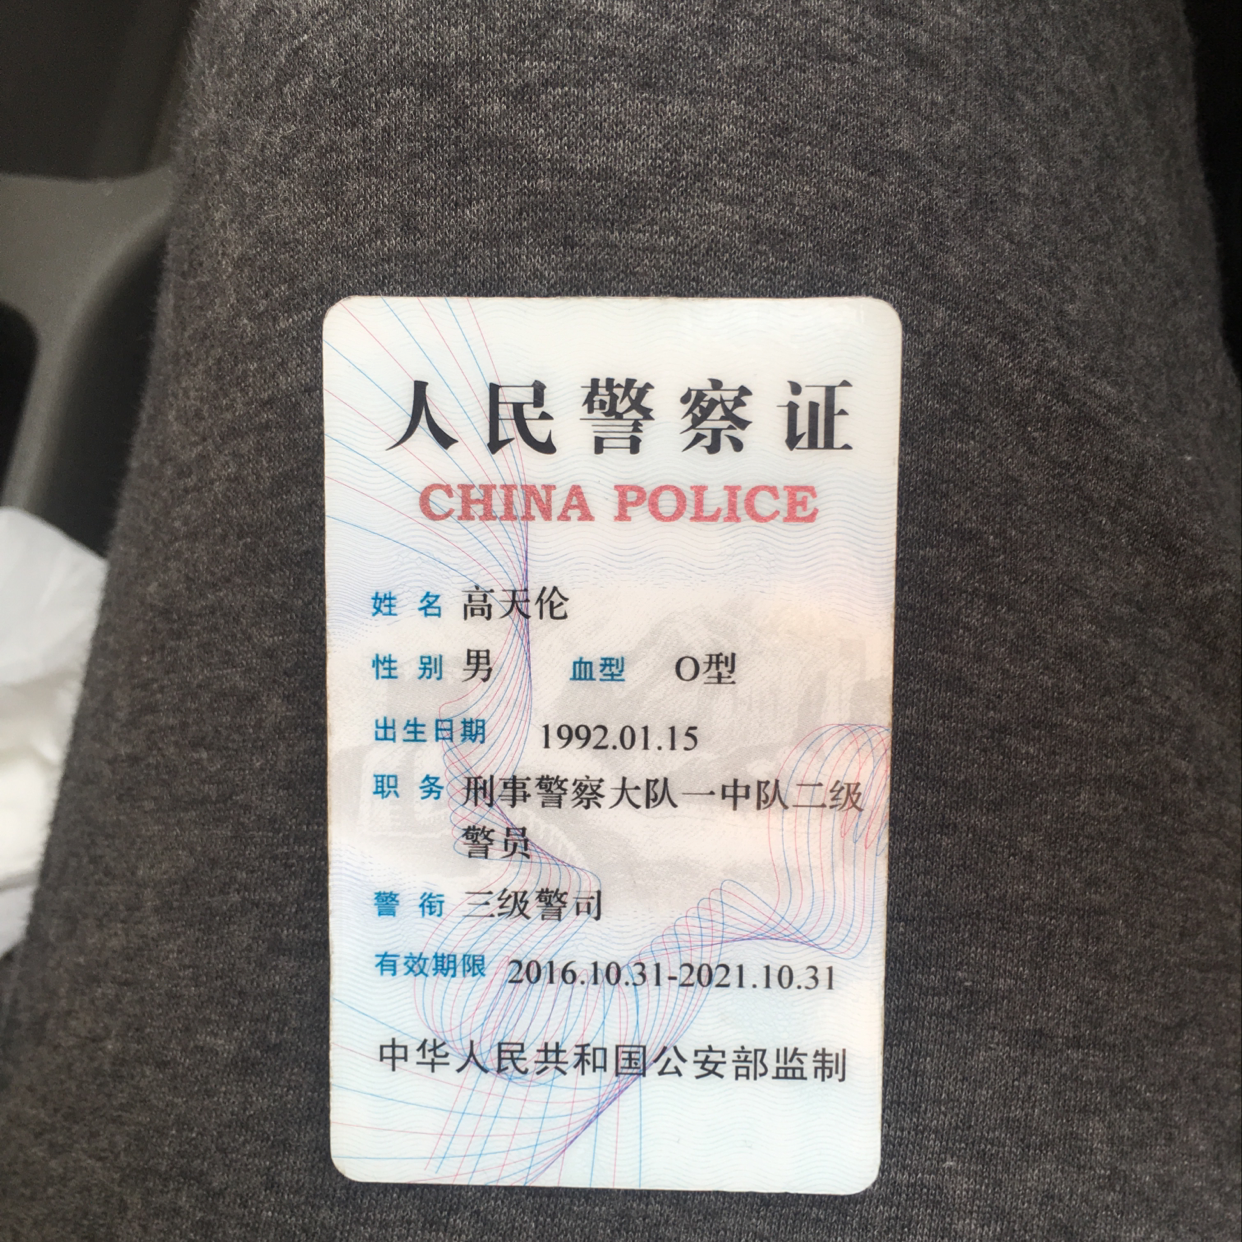 人民警察证
CHINA POLICE
姓 名 高天伦
性 别 男 血型 O型
出生日期 1992.01.15
职 务 刑事警察大队一中队二级
警员
警 衔 三级警司
有效期限 2016.10.31-2021.10.31
中华人民共和国公安部监制